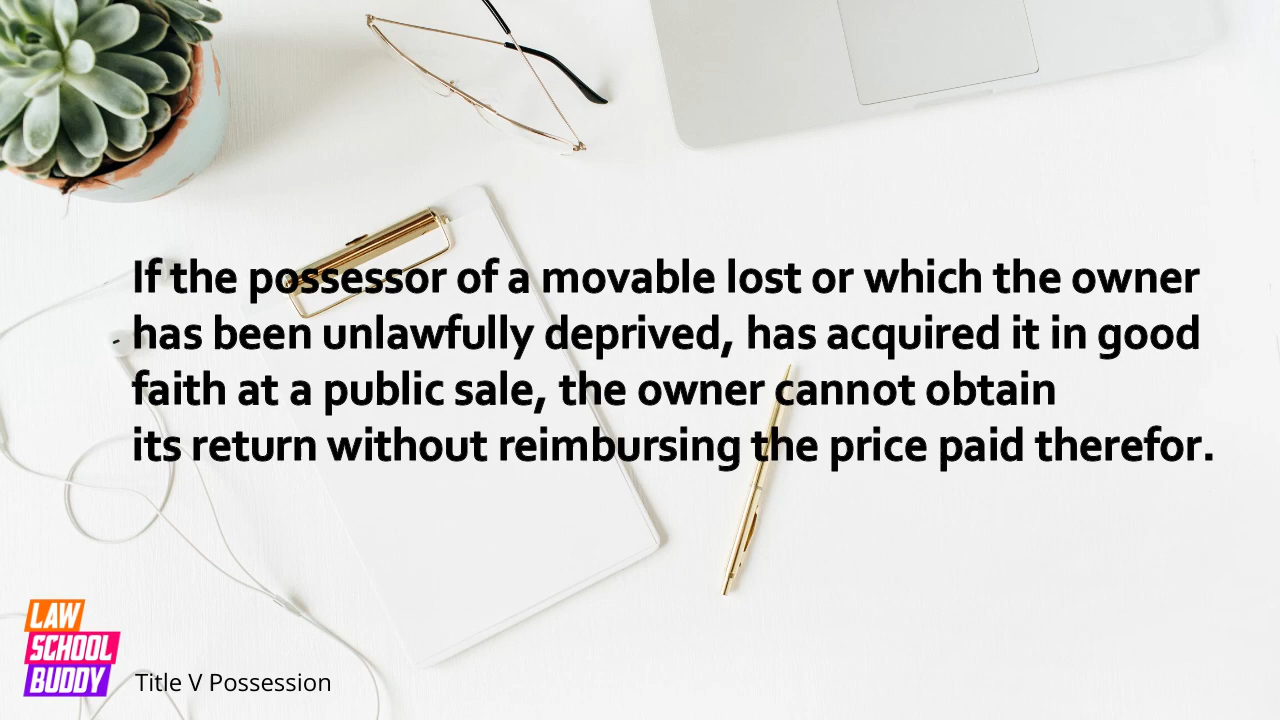 If the possessor of a movable lost or which the owner
has been unlawfully deprived, has acquired it in good
faith at a public sale, the owner cannot obtain
its return without reimbursing the price paid therefor.
LAW
SCHOOL
BUDDY
Title V Possession